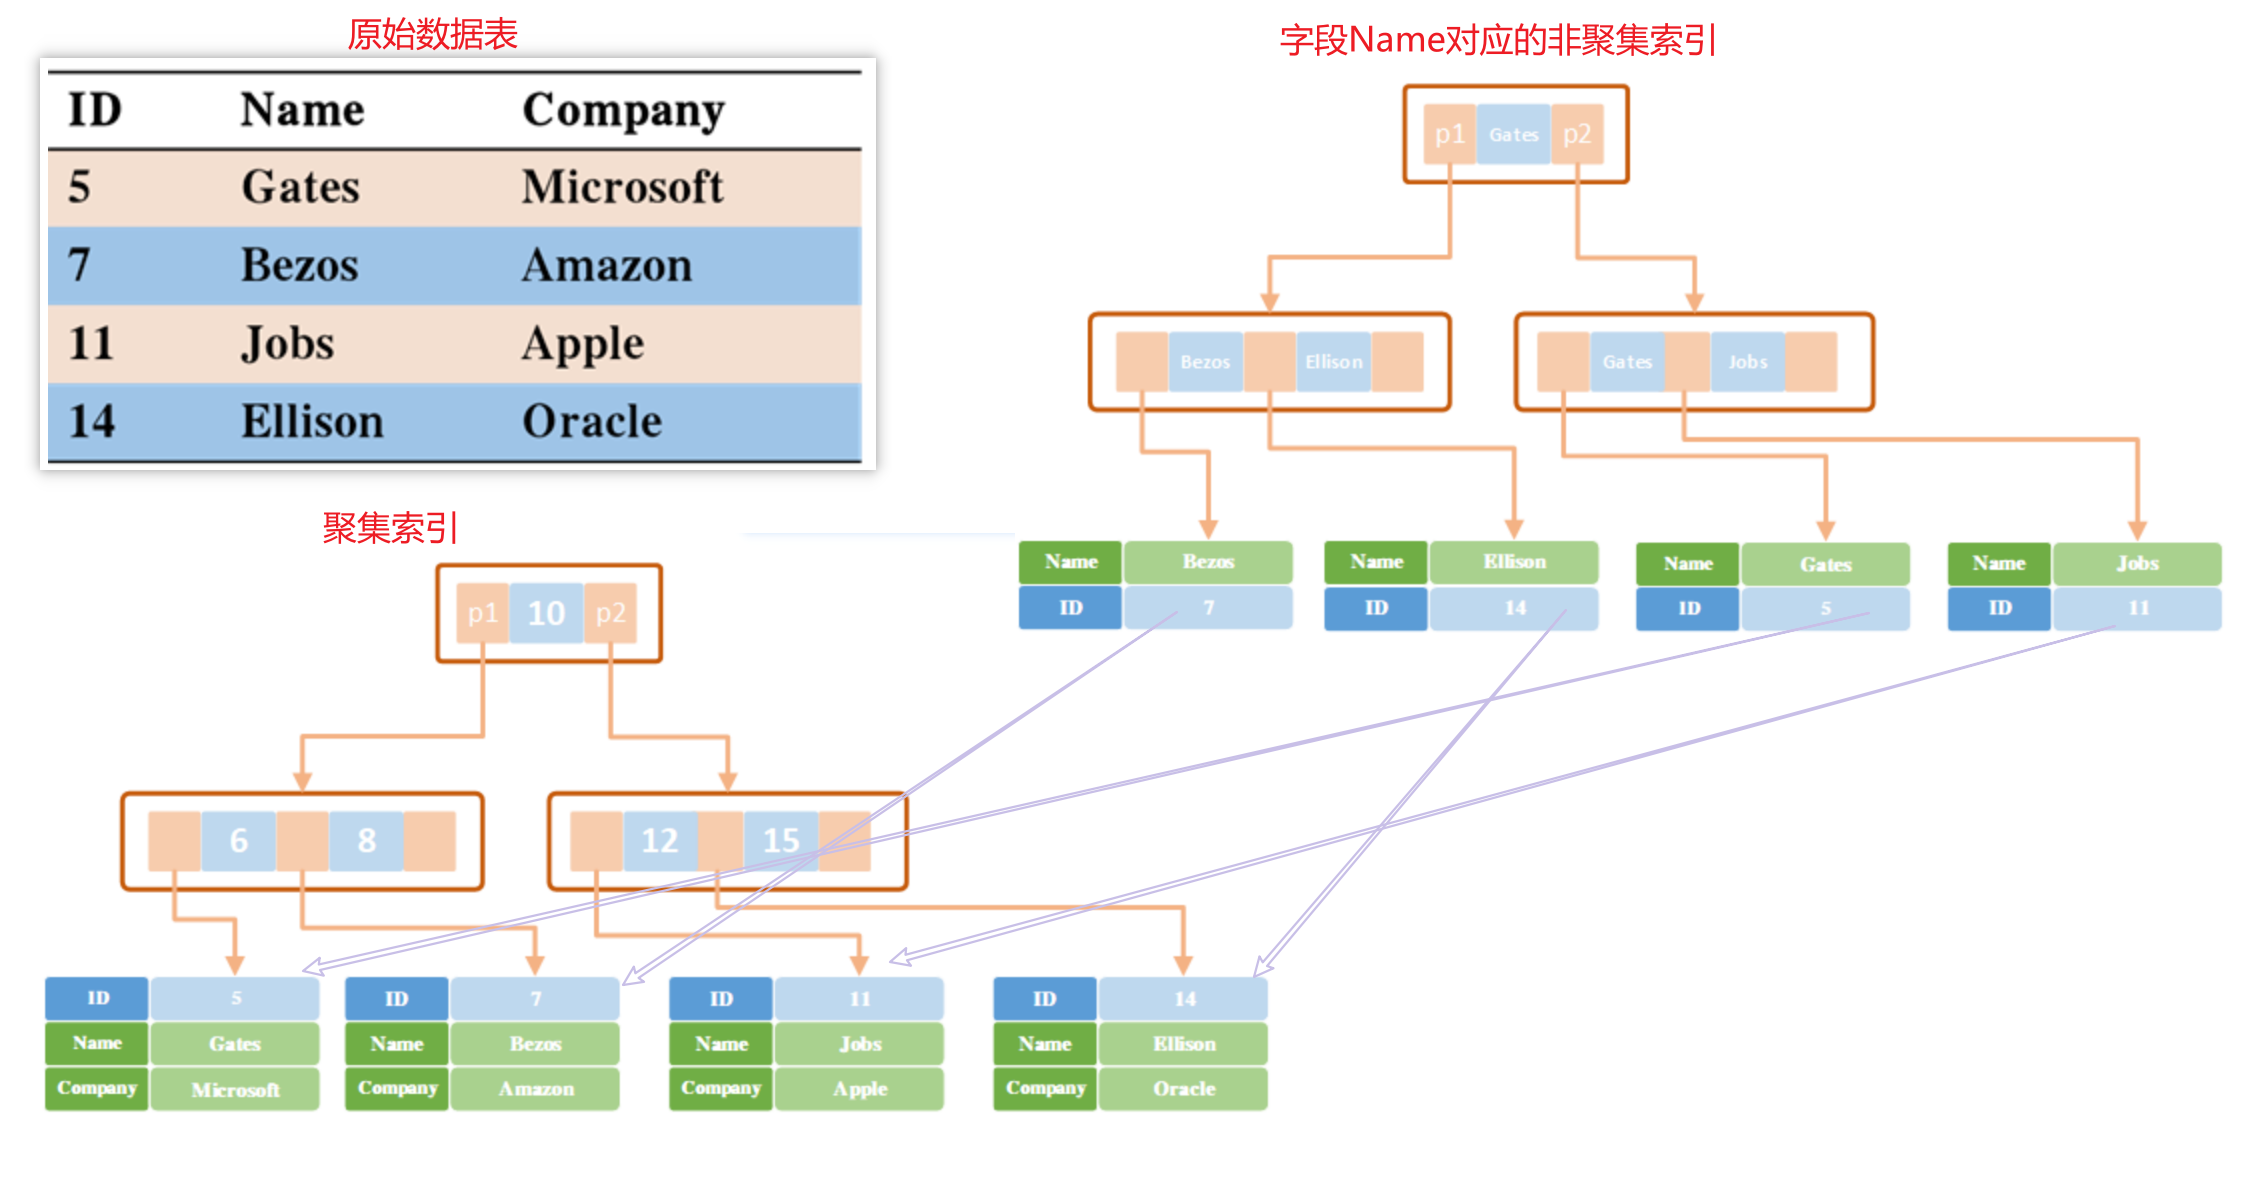 原始数据表
ID Name Company
5 Gates Microsoft
7 Bezos Amazon
11 Jobs Apple
14 Ellison Oracle
字段Name对应的非聚集索引
p1 Gates p2
Bezos Ellison
Gates Jobs
Name Bezos
ID 7
Name Ellison
ID 14
Name Gates
ID 5
Name Jobs
ID 11
聚集索引
p1 10 p2
6 8
12 15
ID 5
Name Gates
Company Microsoft
ID 7
Name Bezos
Company Amazon
ID 11
Name Jobs
Company Apple
ID 14
Name Ellison
Company Oracle